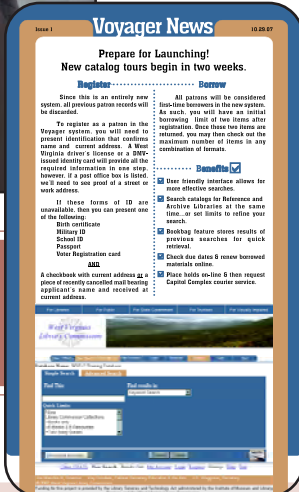 Issue 1
Voyager News
10.29.07
Prepare for Launching!
New catalog tours begin in two weeks.
Register
Since this is an entirely new
system, all previous patron records will
be discarded.
To register as a patron in the
Voyager system, you will need to
present identification that confirms
name and current address. A West
Virginia driver's license or a DMV-
issued identity card will provide all the
required information in one step,
however, if a post office box is listed,
we'll need to see proof of a street or
work address.
If these forms of ID are
unavailable, then you can present one
of the following:
Birth certificate
Military ID
School ID
Passport
Voter Registration card
AND
A checkbook with current address or a
piece of recently cancelled mail bearing
applicant's name and received at
current address.
Borrow
All patrons will be considered
first-time borrowers in the new system.
As such, you will have an initial
borrowing limit of two items after
registration. Once those two items are
returned, you may then check out the
maximum number of items in any
combination of formats.
Benefits
User friendly interface allows for
more effective searches.
Search catalogs for Reference and
Archive Libraries at the same
time...or set limits to refine your
search.
Bookbag feature stores results of
previous searches for quick
retrieval.
Check due dates & renew borrowed
materials online.
Place holds on-line & then request
Capitol Complex courier service.
West Virginia
Library Commission
Simple Search
Find This:
Find results in:
Quick Limits: